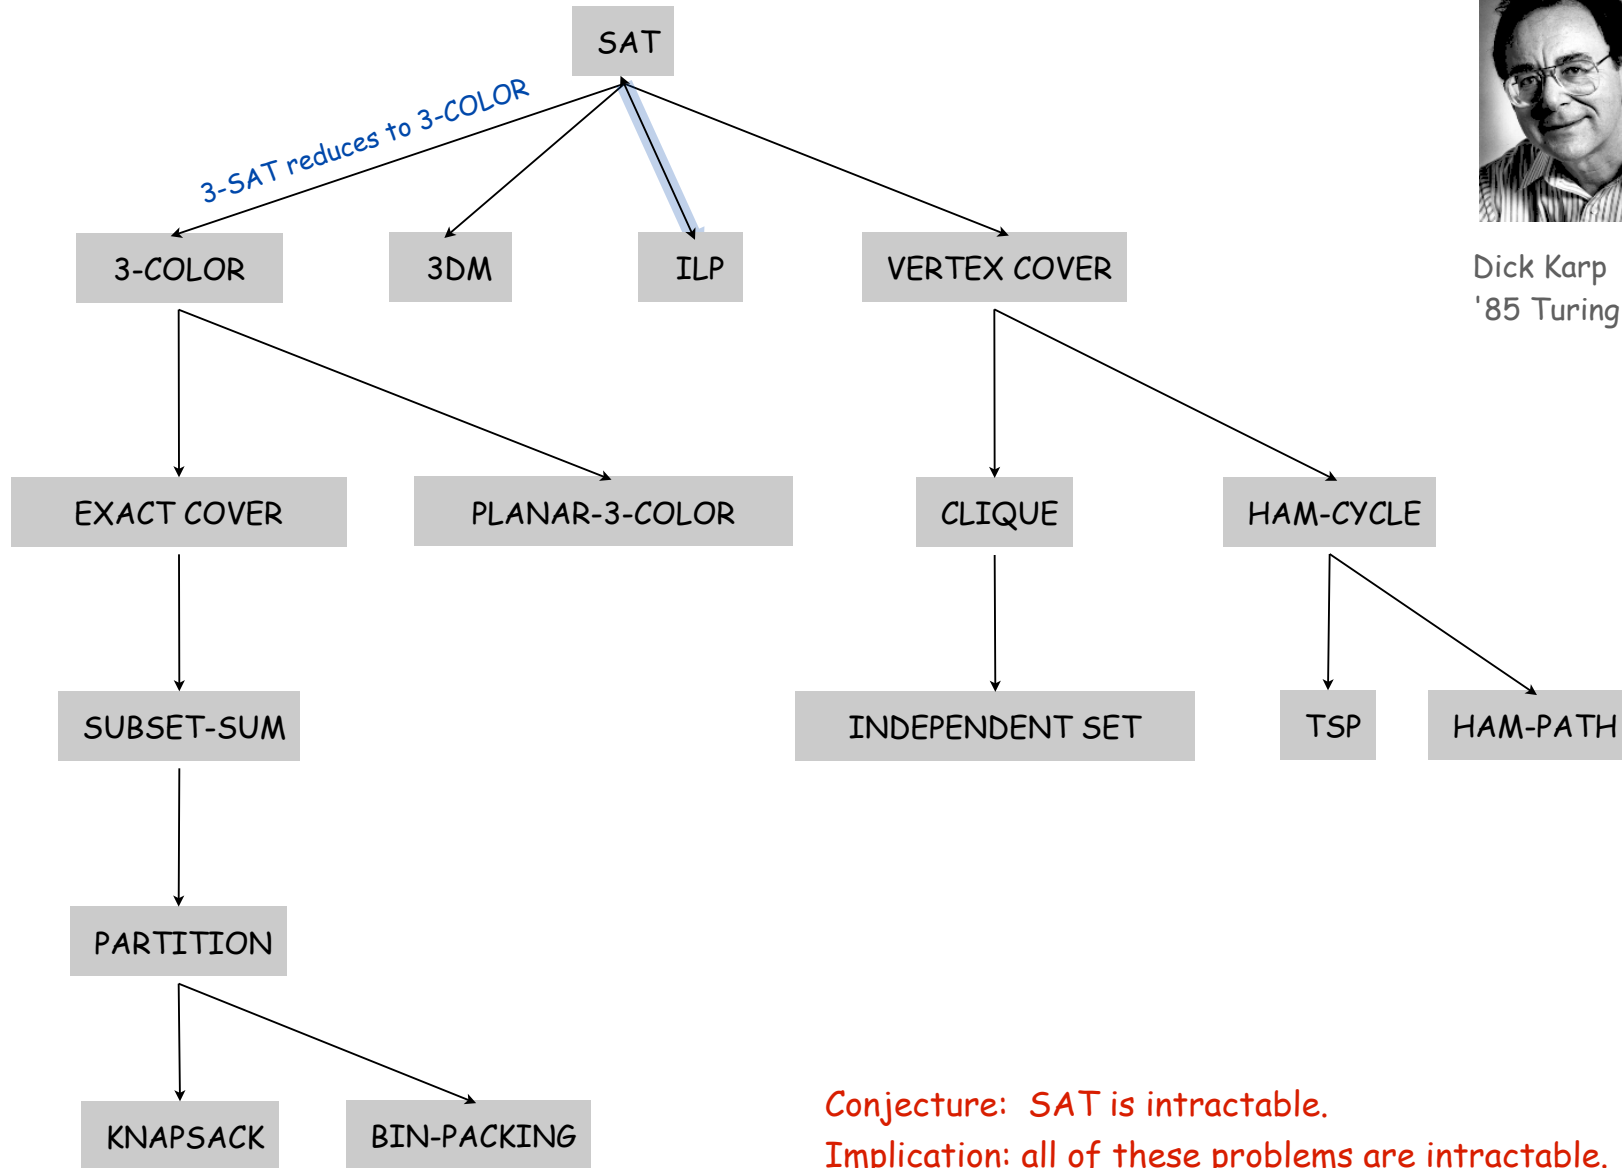 SAT
3-SAT reduces to 3-COLOR
3-COLOR
3DM
ILP
VERTEX COVER
Dick Karp
'85 Turing
EXACT COVER
PLANAR-3-COLOR
CLIQUE
HAM-CYCLE
SUBSET-SUM
INDEPENDENT SET
TSP
HAM-PATH
PARTITION
KNAPSACK
BIN-PACKING
Conjecture: SAT is intractable.
Implication: all of these problems are intractable.